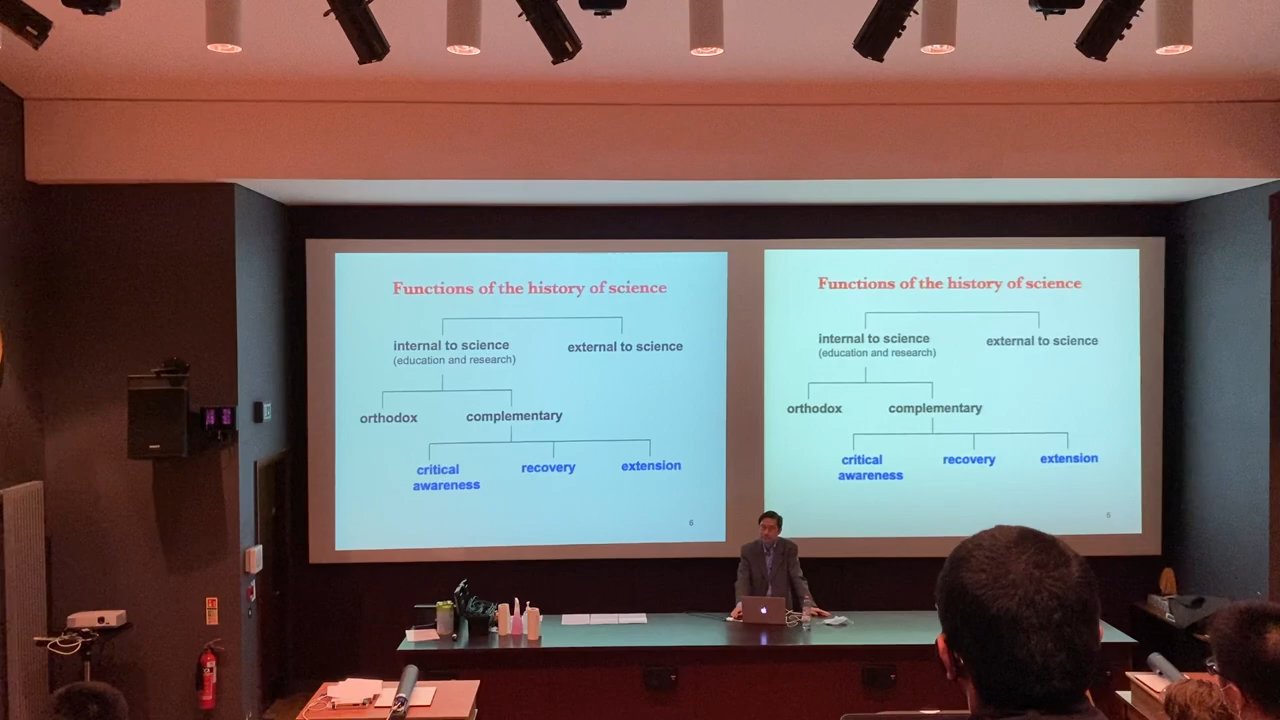 Functions of the history of science
internal to science
(education and research)
external to science
orthodox
complementary
critical
awareness
recovery
extension
6
Functions of the history of science
internal to science
(education and research)
external to science
orthodox
complementary
critical
awareness
recovery
extension
6